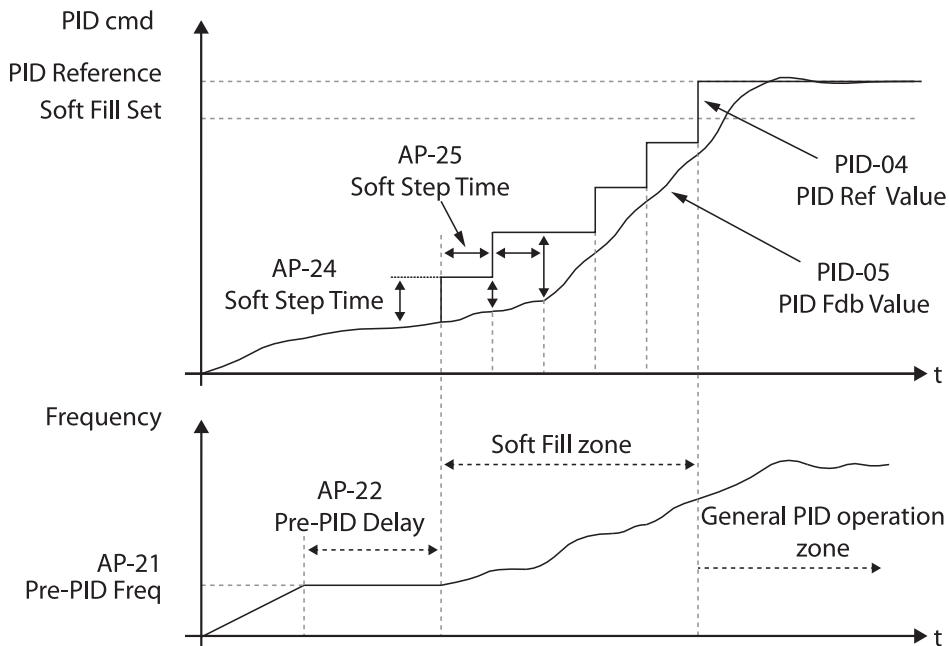 PID cmd
PID Reference
Soft Fill Set
AP-25
Soft Step Time
PID-04
PID Ref Value
AP-24
Soft Step Time
PID-05
PID Fdb Value
t
Frequency
Soft Fill zone
AP-22
Pre-PID Delay
General PID operation
zone
AP-21
Pre-PID Freq
t